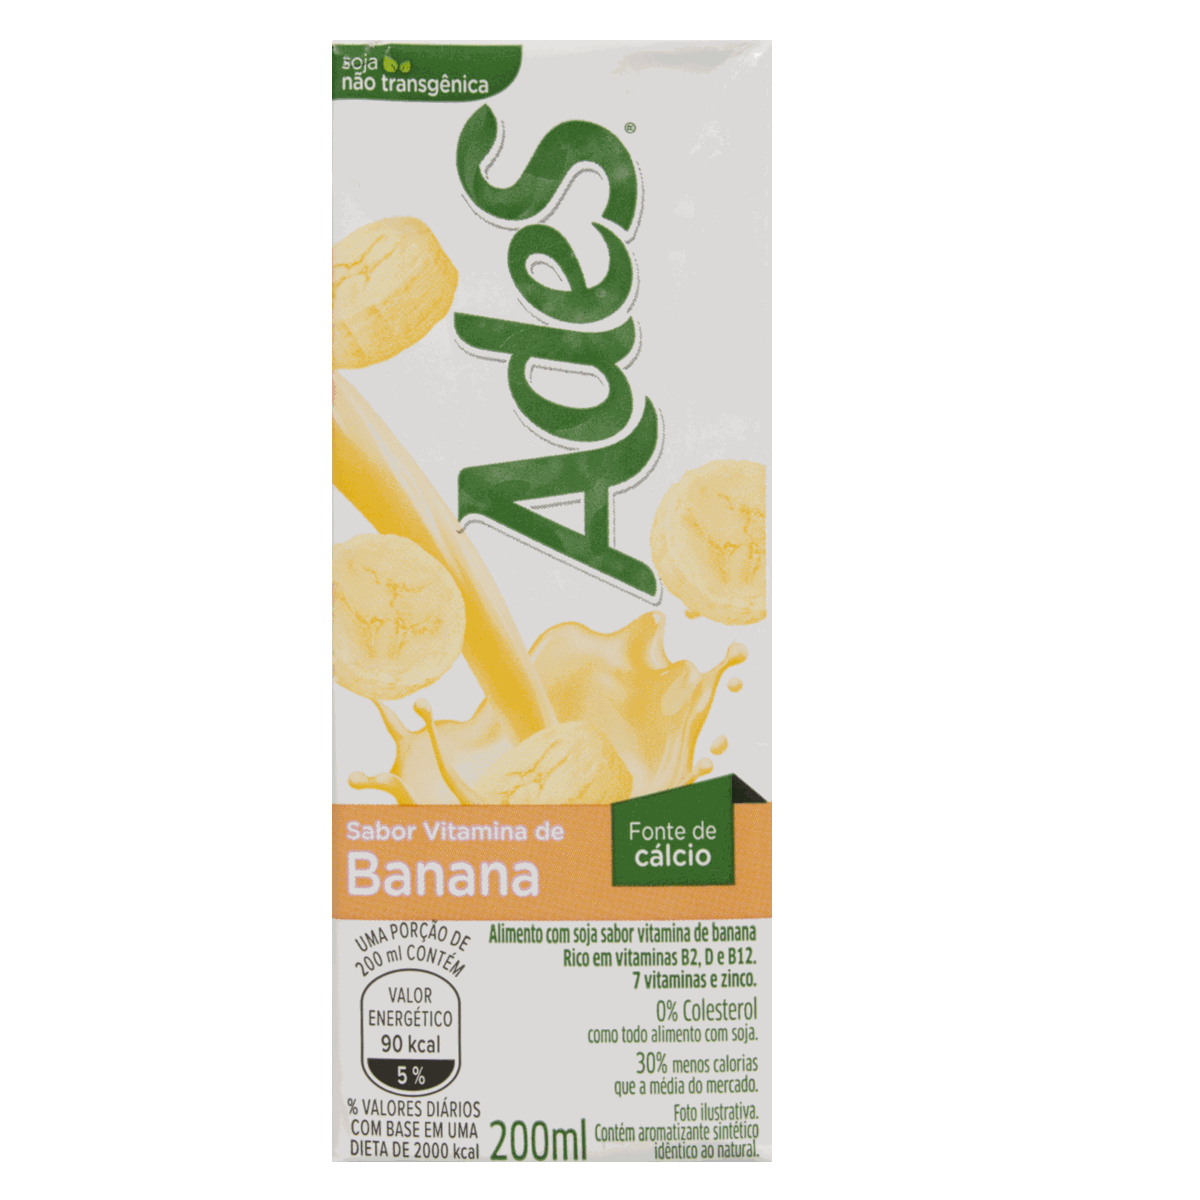 soja
não transgênica
Ades®
Sabor Vitamina de
Banana
Fonte de
cálcio
UMA PORÇÃO DE
200 ml CONTÉM
VALOR
ENERGÉTICO
90 kcal
5 %
% VALORES DIÁRIOS
COM BASE EM UMA
DIETA DE 2000 kcal
Alimento com soja sabor vitamina de banana
Rico em vitaminas B2, D e B12.
7 vitaminas e zinco.
0% Colesterol
como todo alimento com soja.
30% menos calorias
que a média do mercado.
Foto ilustrativa.
Contém aromatizante sintético
idêntico ao natural.
200ml